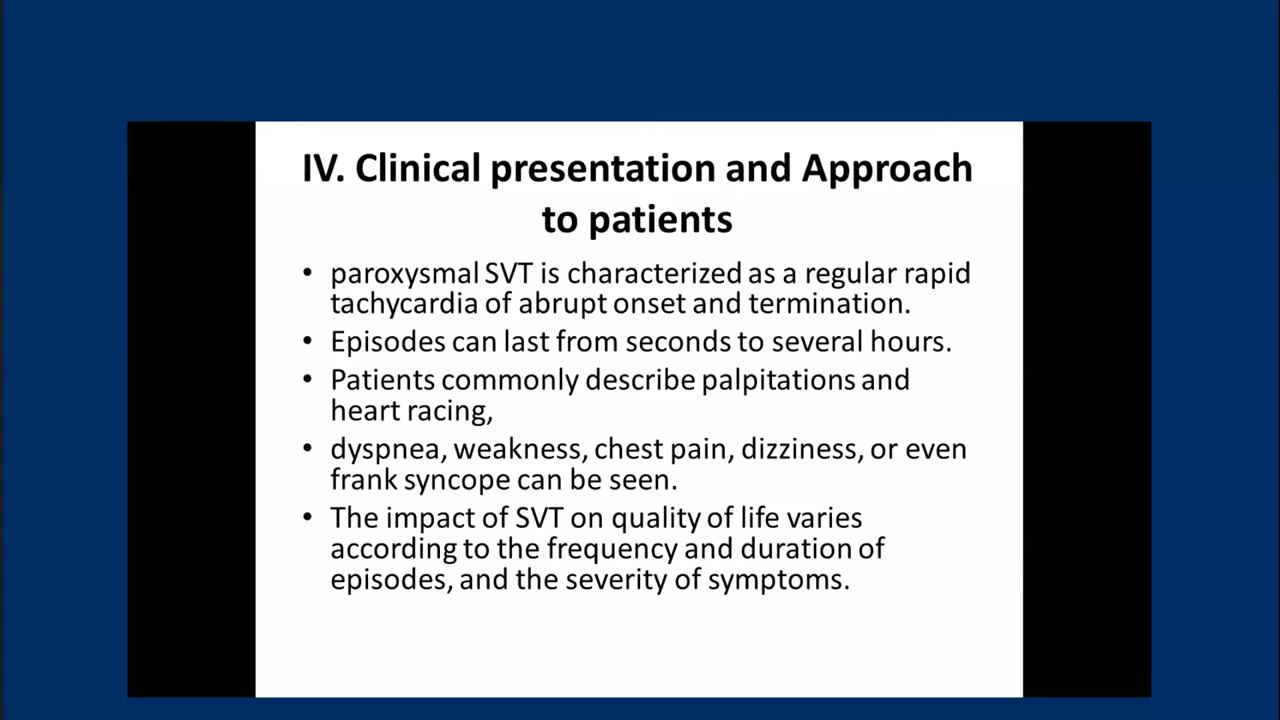 IV. Clinical presentation and Approach
to patients
• paroxysmal SVT is characterized as a regular rapid
tachycardia of abrupt onset and termination.
• Episodes can last from seconds to several hours.
• Patients commonly describe palpitations and
heart racing,
• dyspnea, weakness, chest pain, dizziness, or even
frank syncope can be seen.
• The impact of SVT on quality of life varies
according to the frequency and duration of
episodes, and the severity of symptoms.